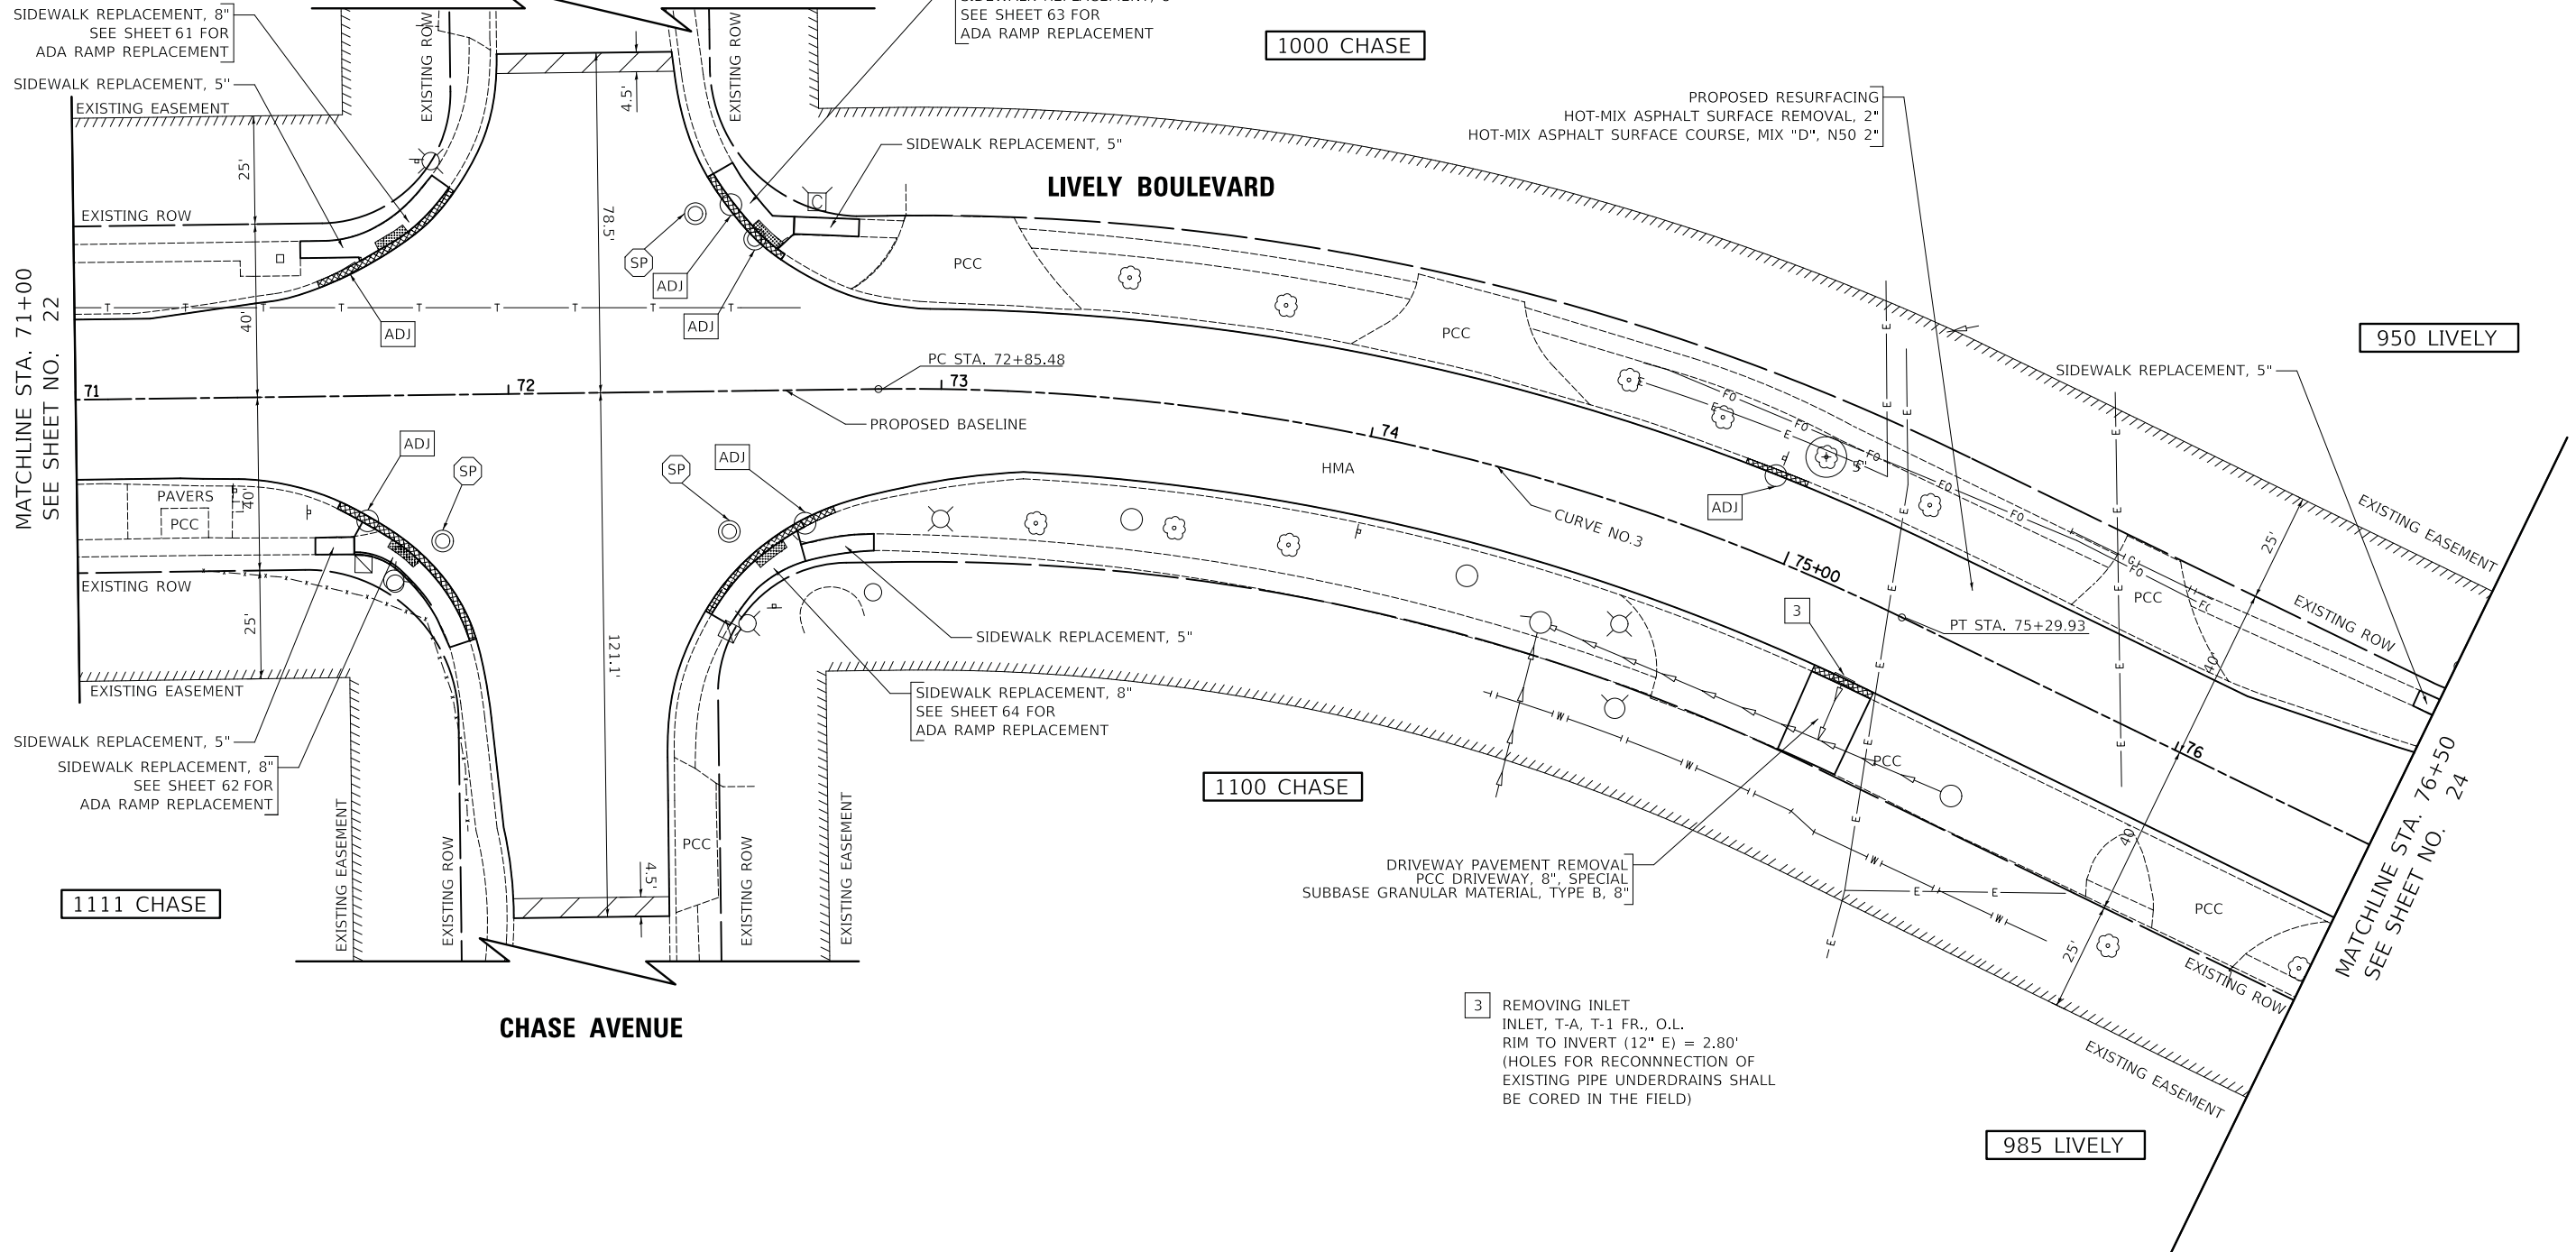 SIDEWALK REPLACEMENT, 8"
SEE SHEET 61 FOR
ADA RAMP REPLACEMENT
SIDEWALK REPLACEMENT, 5"
EXISTING EASEMENT
EXISTING ROW
EXISTING ROW
4.5'
SEE SHEET 63 FOR
ADA RAMP REPLACEMENT
1000 CHASE
PROPOSED RESURFACING
HOT-MIX ASPHALT SURFACE REMOVAL, 2"
HOT-MIX ASPHALT SURFACE COURSE, MIX "D", N50 2"
SIDEWALK REPLACEMENT, 5"
LIVELY BOULEVARD
25'
EXISTING ROW
C
78.5'
SP
ADJ
ADJ
ADJ
PCC
PCC
40'
T T T T T T T T T
MATCHLINE STA. 71+00
SEE SHEET NO. 22
950 LIVELY
SIDEWALK REPLACEMENT, 5"
PC STA. 72+85.48
71
72
73
74
75+00
76
PROPOSED BASELINE
HMA
CURVE NO.3
PT STA. 75+29.93
E E E E E
FO FO FO FO FO FO
5"
ADJ
G
PCC
EXISTING EASEMENT
EXISTING ROW
25'
40'
ADJ
SP
SP
ADJ
PAVERS
PCC
40'
EXISTING ROW
25'
EXISTING EASEMENT
121.1'
SIDEWALK REPLACEMENT, 5"
SIDEWALK REPLACEMENT, 8"
SEE SHEET 64 FOR
ADA RAMP REPLACEMENT
SIDEWALK REPLACEMENT, 5"
SIDEWALK REPLACEMENT, 8"
SEE SHEET 62 FOR
ADA RAMP REPLACEMENT
3
W W W W
PCC
1100 CHASE
DRIVEWAY PAVEMENT REMOVAL
PCC DRIVEWAY, 8", SPECIAL
SUBBASE GRANULAR MATERIAL, TYPE B, 8"
E E
40'
PCC
25'
EXISTING ROW
EXISTING EASEMENT
MATCHLINE STA. 76+50
SEE SHEET NO. 24
1111 CHASE
EXISTING EASEMENT
EXISTING ROW
4.5'
PCC
EXISTING ROW
EXISTING EASEMENT
CHASE AVENUE
3 REMOVING INLET
INLET, T-A, T-1 FR., O.L.
RIM TO INVERT (12" E) = 2.80'
(HOLES FOR RECONNNECTION OF
EXISTING PIPE UNDERDRAINS SHALL
BE CORED IN THE FIELD)
985 LIVELY